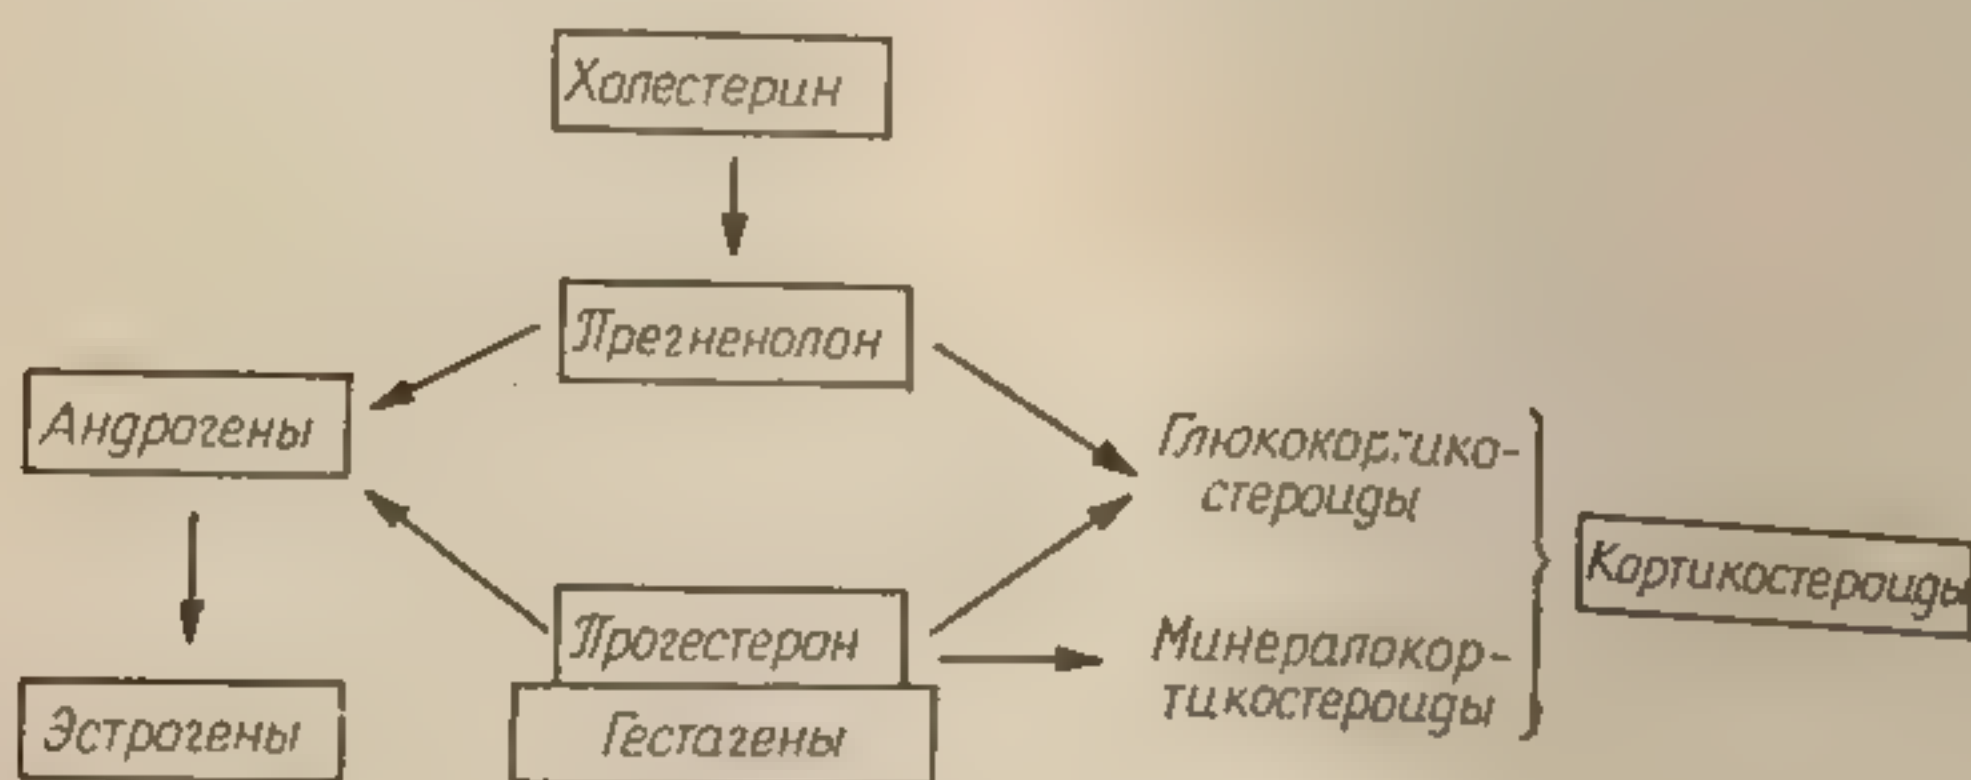 Холестерин
Прегненолон
Андрогены
Глюкокортико-
стероиды
Кортикостероиды
Прогестерон
Минералокор-
тикостероиды
Эстрогены
Гестагены